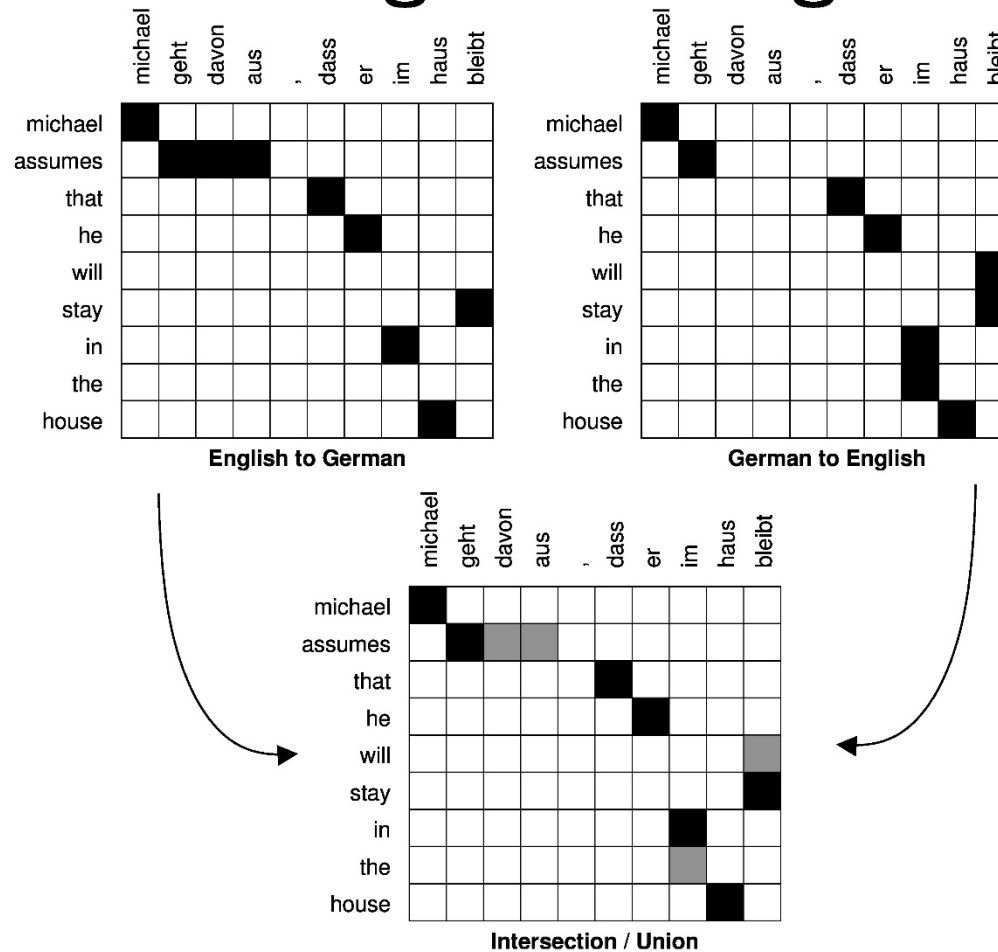 michael geht davon aus , dass er im haus bleibt
michael
assumes
that
he
will
stay
in
the
house
English to German
michael geht davon aus , dass er im haus bleibt
michael
assumes
that
he
will
stay
in
the
house
German to English
michael geht davon aus , dass er im haus bleibt
michael
assumes
that
he
will
stay
in
the
house
Intersection / Union